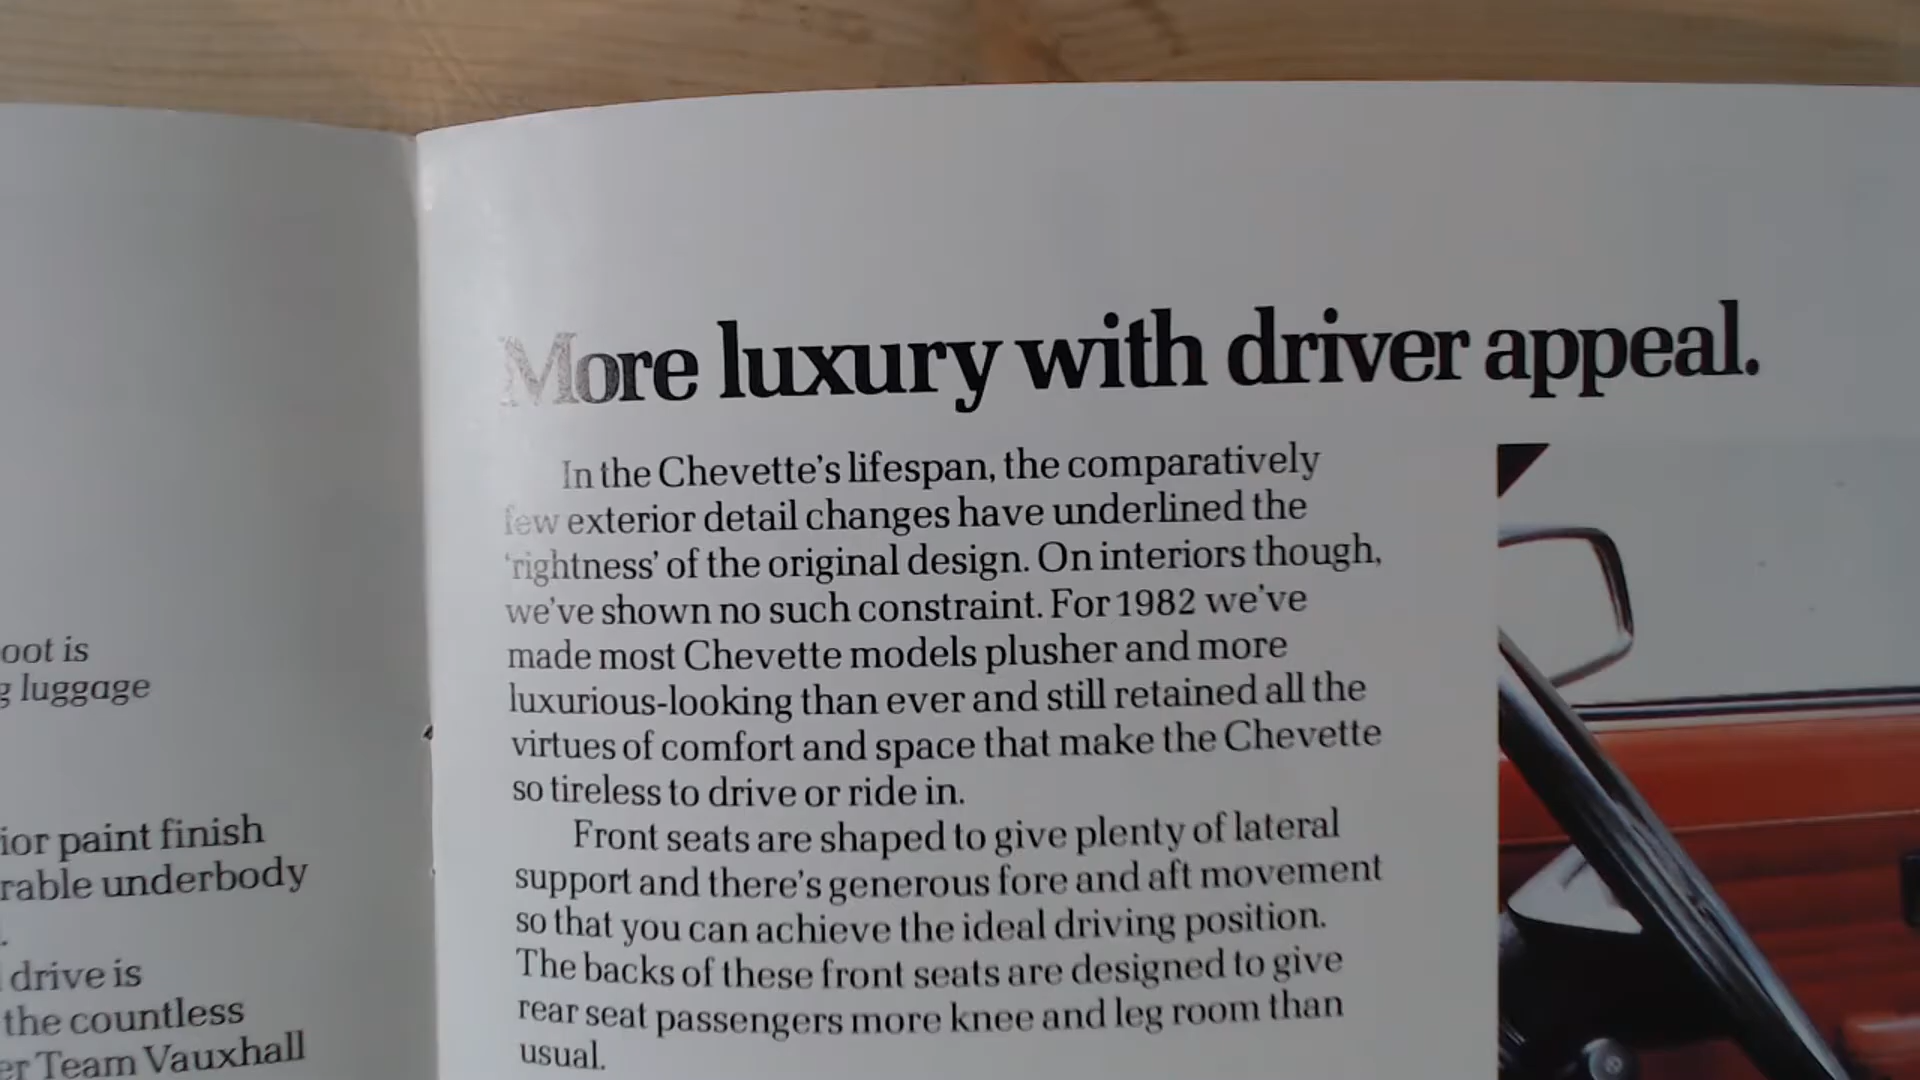 oot is
g luggage
ior paint finish
rable underbody
.
drive is
the countless
er Team Vauxhall
More luxury with driver appeal.
In the Chevette's lifespan, the comparatively
few exterior detail changes have underlined the
'rightness' of the original design. On interiors though,
we've shown no such constraint. For 1982 we've
made most Chevette models plusher and more
luxurious-looking than ever and still retained all the
virtues of comfort and space that make the Chevette
so tireless to drive or ride in.
Front seats are shaped to give plenty of lateral
support and there's generous fore and aft movement
so that you can achieve the ideal driving position.
The backs of these front seats are designed to give
rear seat passengers more knee and leg room than
usual.